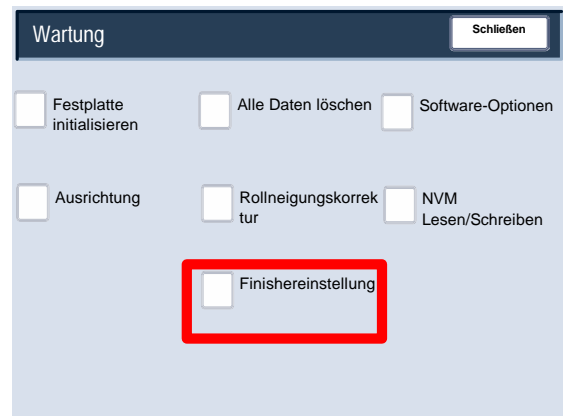 Wartung
Schließen
Festplatte
initialisieren
Alle Daten löschen
Software-Optionen
Ausrichtung
Rollneigungskorrek
tur
NVM
Lesen/Schreiben
Finishereinstellung